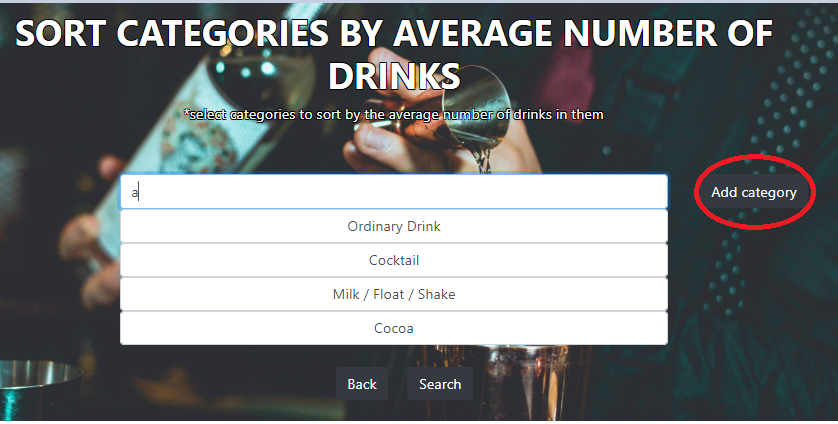 SORT CATEGORIES BY AVERAGE NUMBER OF
DRINKS
*select categories to sort by the average number of drinks in them
a
Add category
Ordinary Drink
Cocktail
Milk / Float / Shake
Cocoa
Back
Search